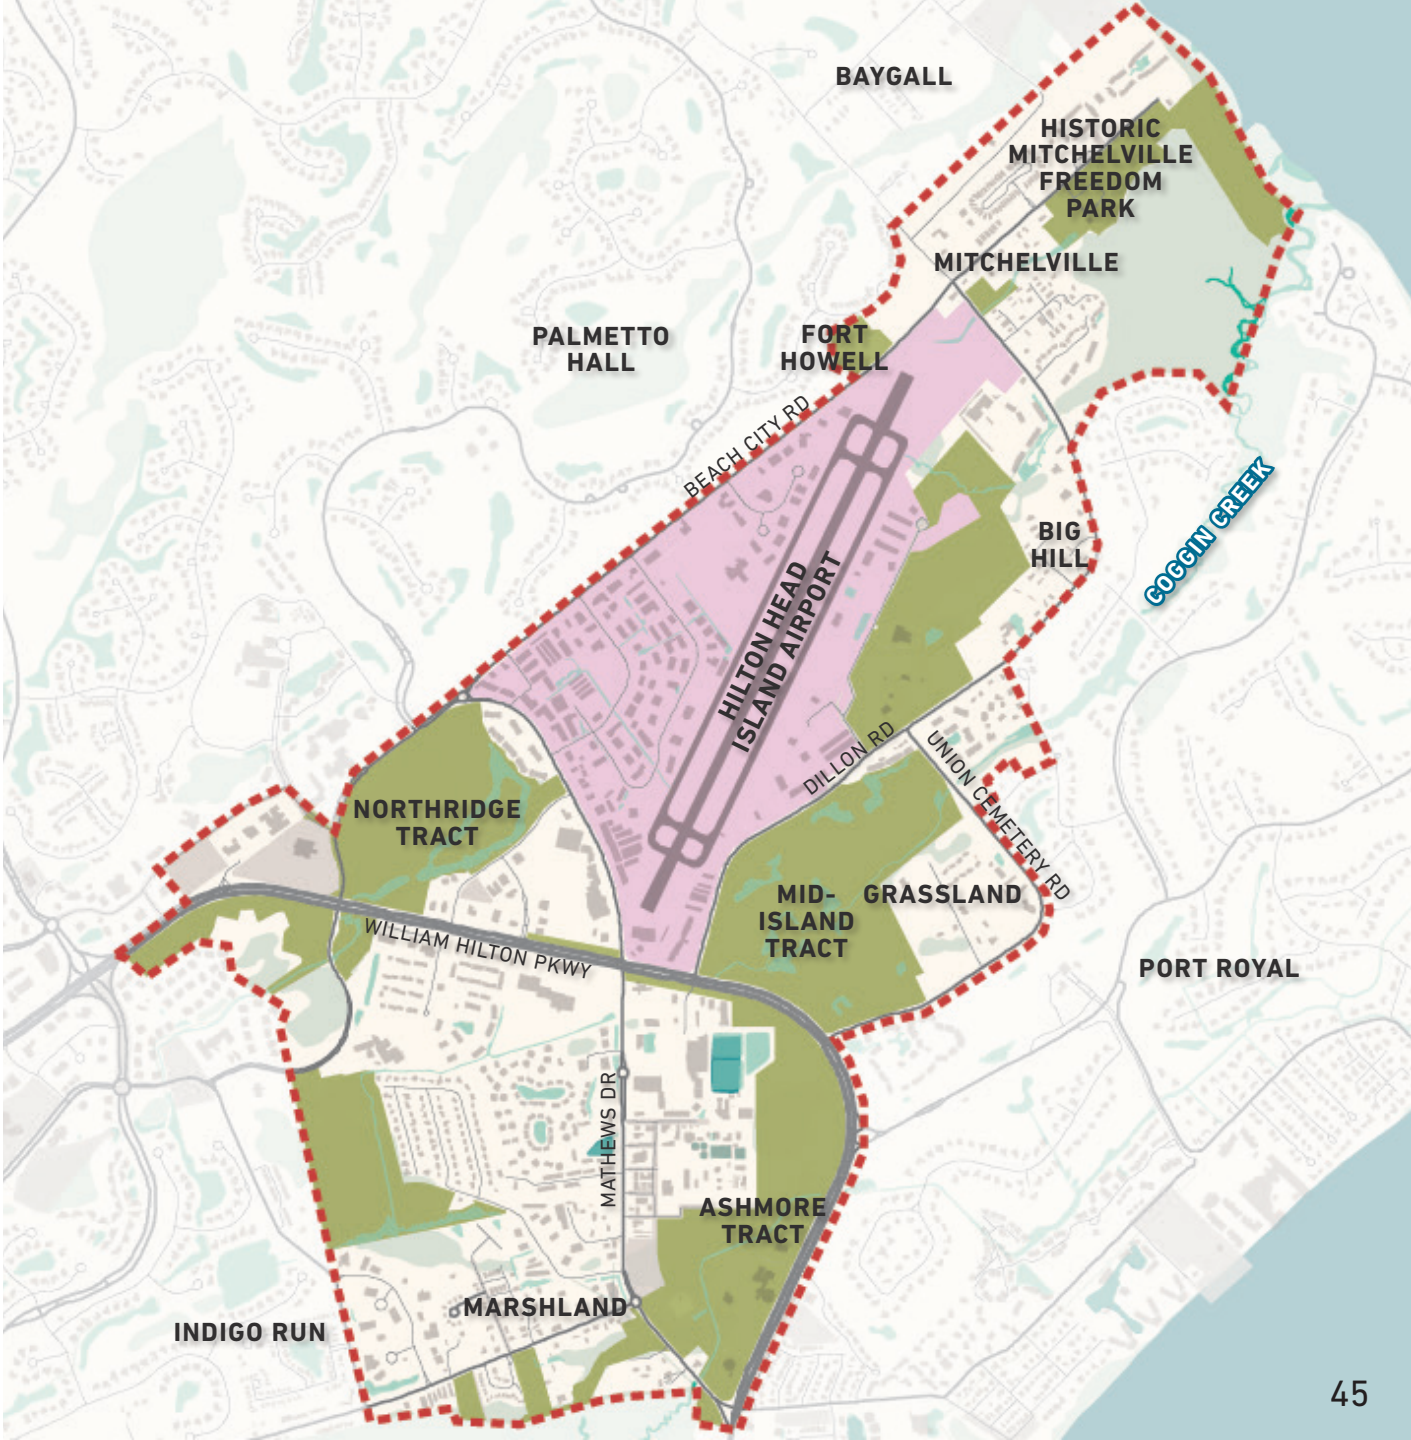 BAYGALL
HISTORIC
MITCHELVILLE
FREEDOM
PARK
MITCHELVILLE
PALMETTO
HALL
FORT
HOWELL
BEACH CITY RD
COGGIN CREEK
BIG
HILL
HILTON HEAD
ISLAND AIRPORT
DILLON RD
UNION CEMETERY RD
NORTHRIDGE
TRACT
MID-
ISLAND
TRACT
GRASSLAND
WILLIAM HILTON PKWY
PORT ROYAL
MATHEWS DR
ASHMORE
TRACT
MARSHLAND
INDIGO RUN
45